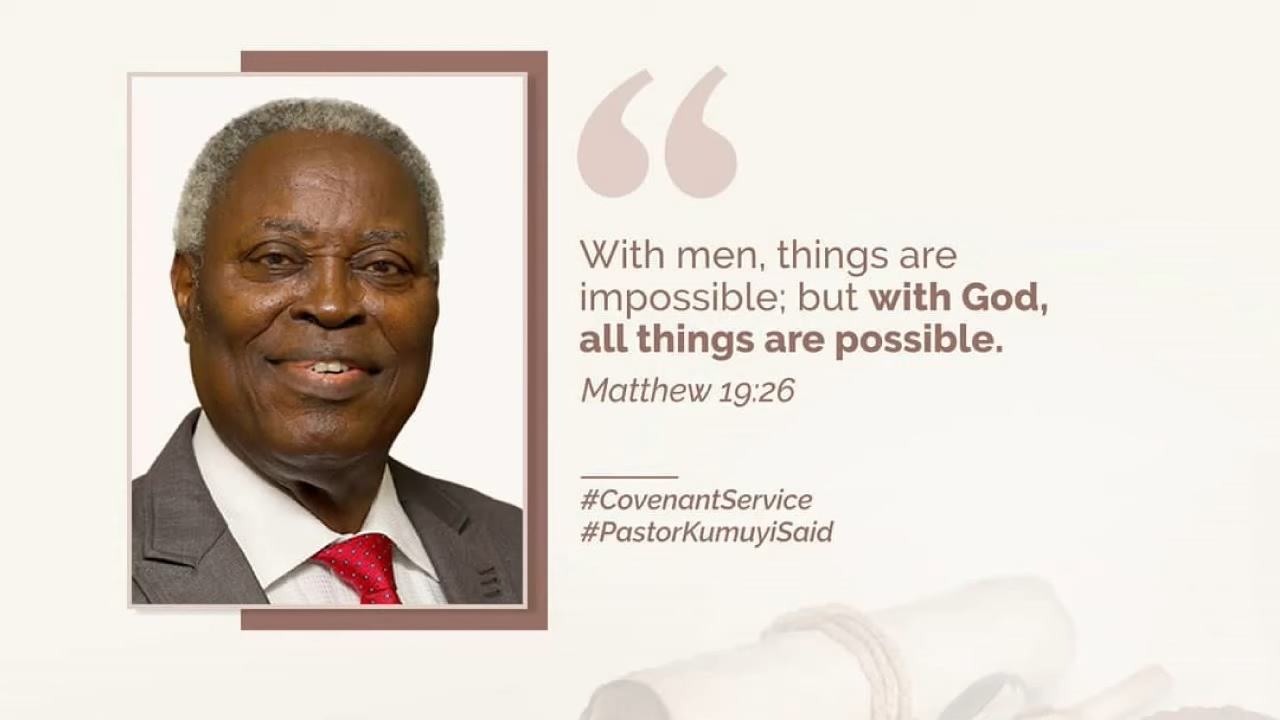 With men, things are
impossible; but with God,
all things are possible.
Matthew 19:26
#CovenantService
#PastorKumuyiSaid